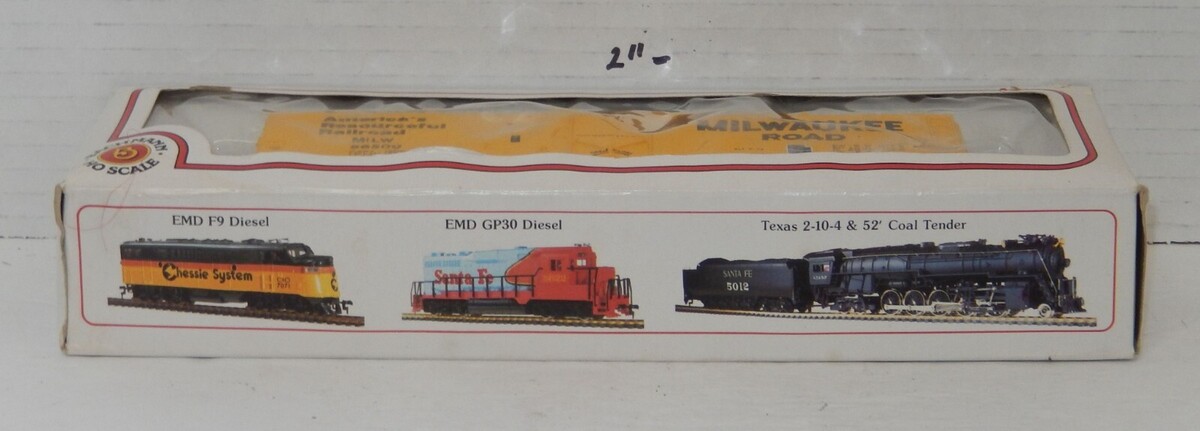 2"-
America's
Resourceful
Railroad
MILW
MILWAUKEE
ROAD
BACHMANN
HO SCALE
EMD F9 Diesel
EMD GP30 Diesel
Texas 2-10-4 & 52' Coal Tender
Chessie System
Santa Fe
SANTA FE
5012